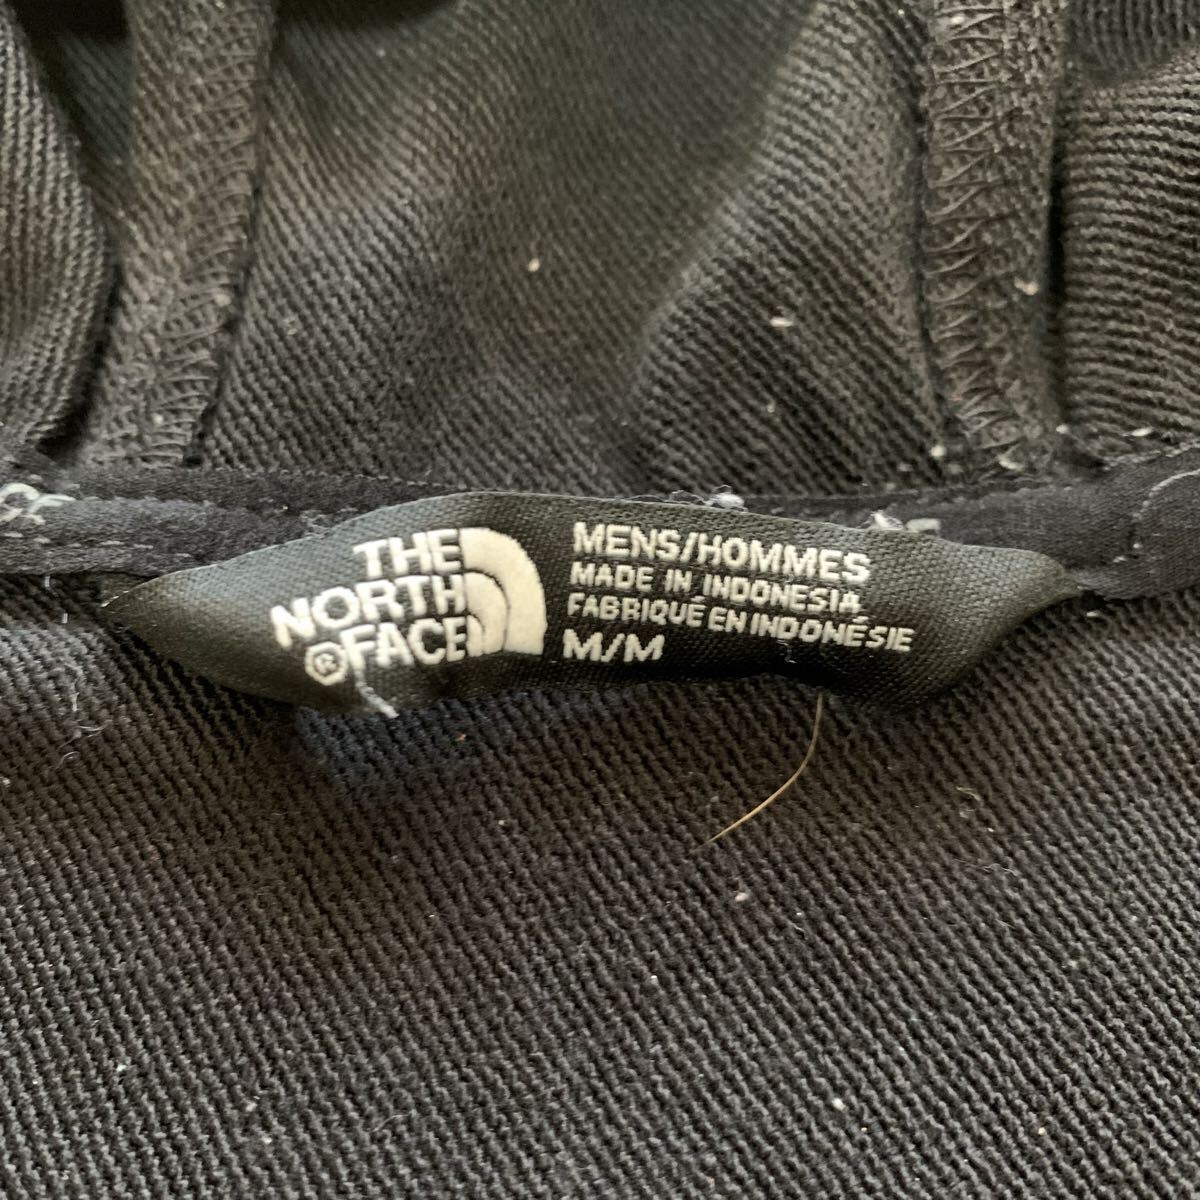 THE
NORTH
® FACE
MENS/HOMMES
MADE IN INDONESIA
FABRIQUÉ EN INDONÉSIE
M/M